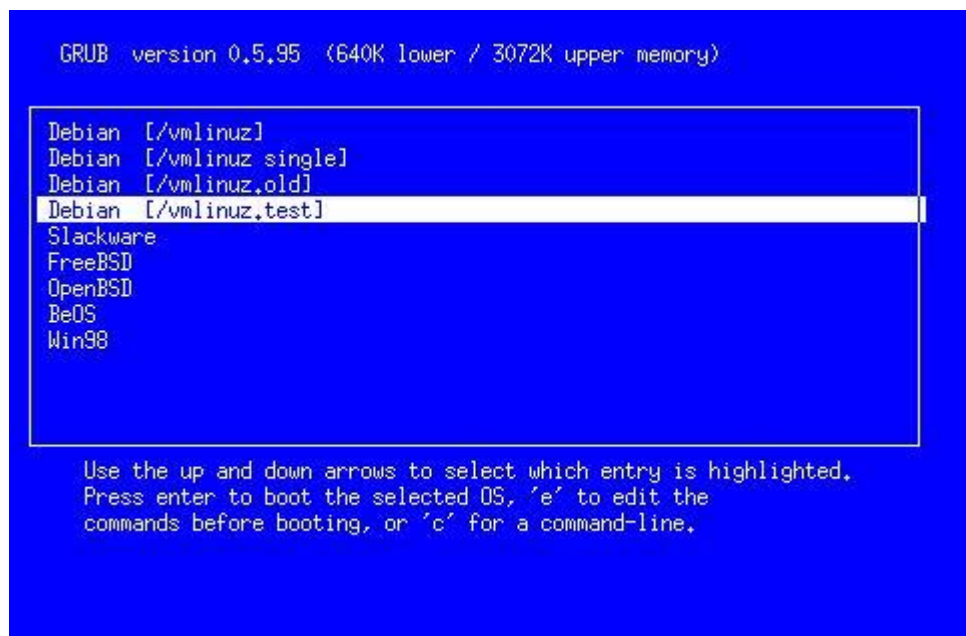 GRUB  version 0.5.95  (640K lower / 3072K upper memory)
Debian  [/vmlinuz]
Debian  [/vmlinuz single]
Debian  [/vmlinuz.old]
Debian  [/vmlinuz.test]
Slackware
FreeBSD
OpenBSD
BeOS
Win98
Use the up and down arrows to select which entry is highlighted.
Press enter to boot the selected OS, 'e' to edit the
commands before booting, or 'c' for a command-line.